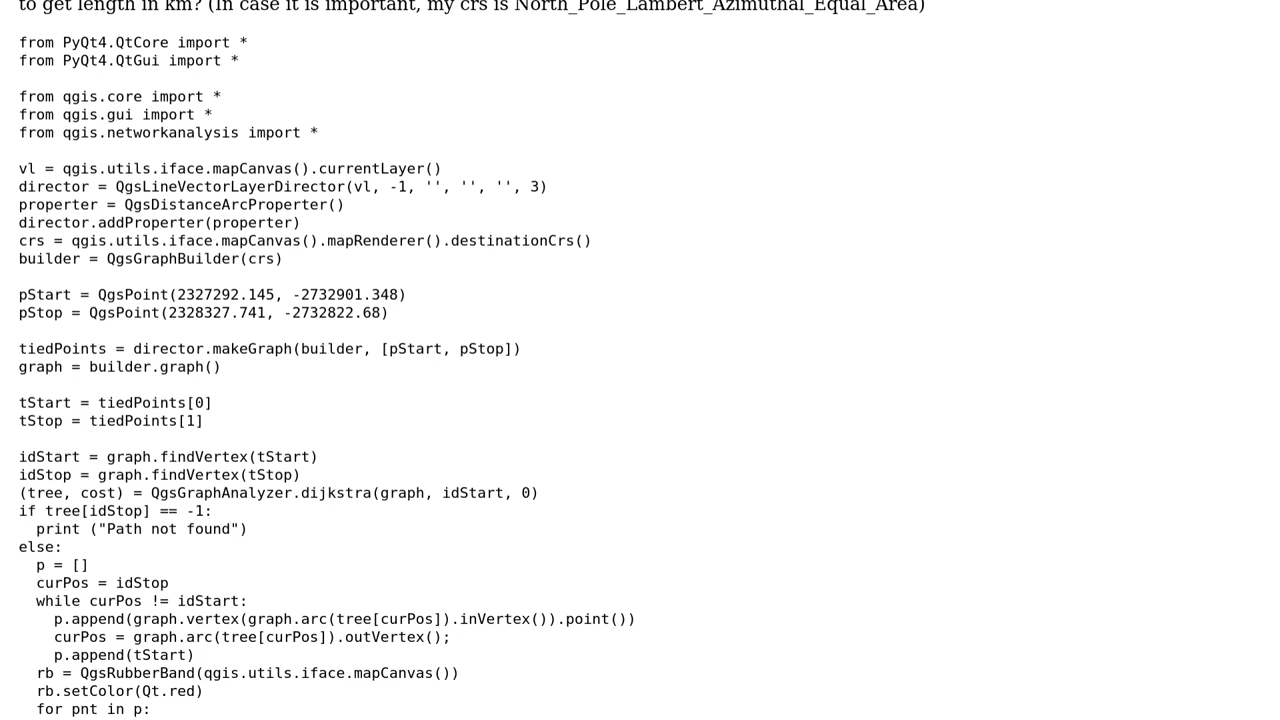 to get length in km? (In case it is important, my crs is North_Pole_Lambert_Azimuthal_Equal_Area)
from PyQt4.QtCore import *
from PyQt4.QtGui import *
from qgis.core import *
from qgis.gui import *
from qgis.networkanalysis import *
vl = qgis.utils.iface.mapCanvas().currentLayer()
director = QgsLineVectorLayerDirector(vl, -1, '', '', '', 3)
properter = QgsDistanceArcProperter()
director.addProperter(properter)
crs = qgis.utils.iface.mapCanvas().mapRenderer().destinationCrs()
builder = QgsGraphBuilder(crs)
pStart = QgsPoint(2327292.145, -2732901.348)
pStop = QgsPoint(2328327.741, -2732822.68)
tiedPoints = director.makeGraph(builder, [pStart, pStop])
graph = builder.graph()
tStart = tiedPoints[0]
tStop = tiedPoints[1]
idStart = graph.findVertex(tStart)
idStop = graph.findVertex(tStop)
(tree, cost) = QgsGraphAnalyzer.dijkstra(graph, idStart, 0)
if tree[idStop] == -1:
  print ("Path not found")
else:
  p = []
  curPos = idStop
  while curPos != idStart:
    p.append(graph.vertex(graph.arc(tree[curPos]).inVertex()).point())
    curPos = graph.arc(tree[curPos]).outVertex();
    p.append(tStart)
  rb = QgsRubberBand(qgis.utils.iface.mapCanvas())
  rb.setColor(Qt.red)
  for pnt in p: